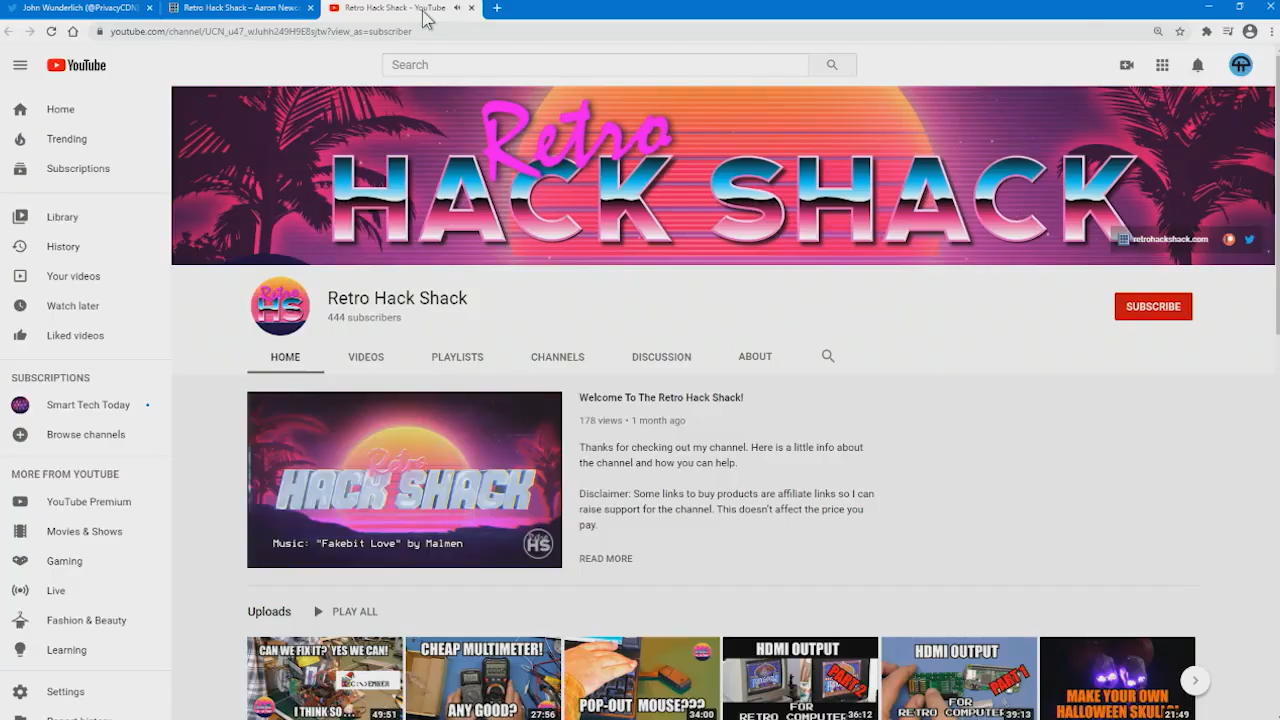 John Wunderlich (@PrivacyCDN)
Retro Hack Shack – Aaron Newc
Retro Hack Shack - YouTube
youtube.com/channel/UCN_u47_wJuhh249H9E8sjtw?view_as=subscriber
YouTube
Search
Home
Trending
Subscriptions
Library
History
Your videos
Watch later
Liked videos
SUBSCRIPTIONS
Smart Tech Today
Browse channels
MORE FROM YOUTUBE
YouTube Premium
Movies & Shows
Gaming
Live
Fashion & Beauty
Learning
Settings
Report history
Retro
HACK SHACK
retrohackshack.com
Retro
HS
Retro Hack Shack
444 subscribers
SUBSCRIBE
HOME
VIDEOS
PLAYLISTS
CHANNELS
DISCUSSION
ABOUT
Retro
HACK SHACK
Music: "Fakebit Love" by Malmen
HS
Welcome To The Retro Hack Shack!
178 views • 1 month ago
Thanks for checking out my channel. Here is a little info about
the channel and how you can help.
Disclaimer: Some links to buy products are affiliate links so I can
raise support for the channel. This doesn't affect the price you
pay.
READ MORE
Uploads
PLAY ALL
CAN WE FIX IT? YES WE CAN!
I THINK SO...
49:51
CHEAP MULTIMETER!
ANY GOOD?
27:56
POP-OUT MOUSE???
34:00
HDMI OUTPUT
PART 2
FOR
RETRO COMPUTER
36:12
HDMI OUTPUT
PART 1
FOR
RETRO COMPUTER
39:13
MAKE YOUR OWN
HALLOWEEN SKULL
21:49